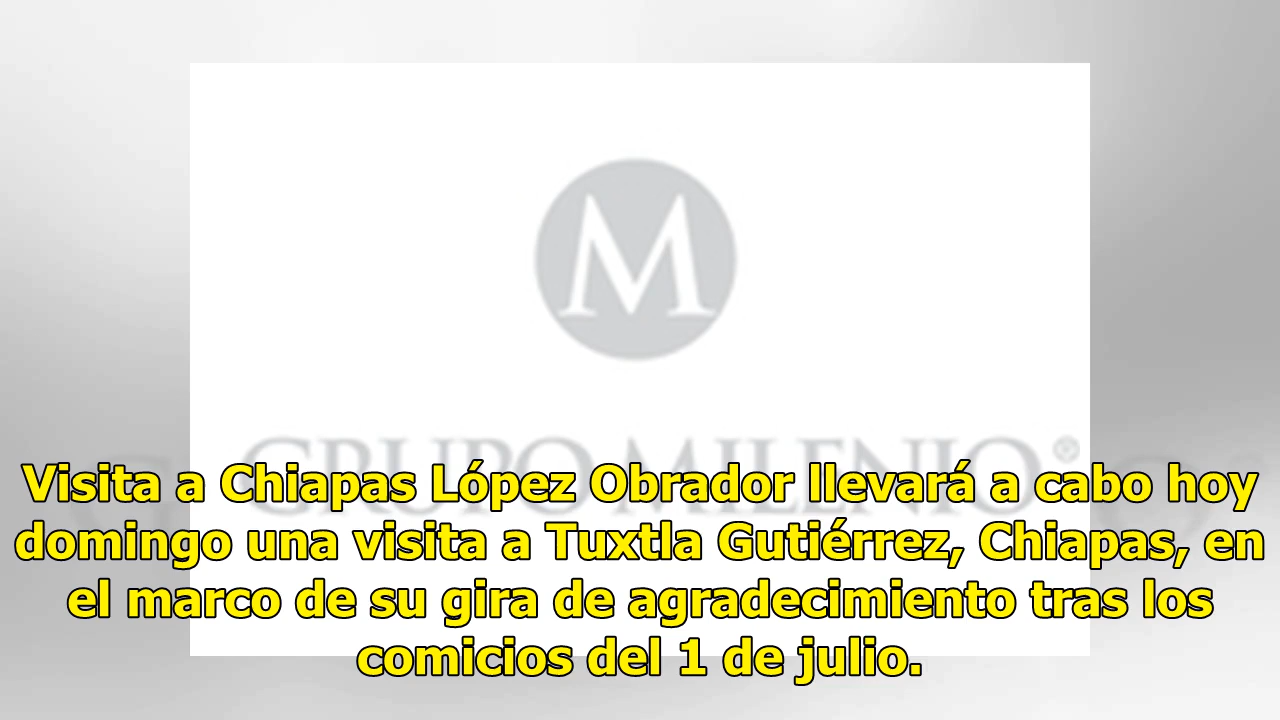 M
GRUPO MILENIO®
Visita a Chiapas López Obrador llevará a cabo hoy
domingo una visita a Tuxtla Gutiérrez, Chiapas, en
el marco de su gira de agradecimiento tras los
comicios del 1 de julio.